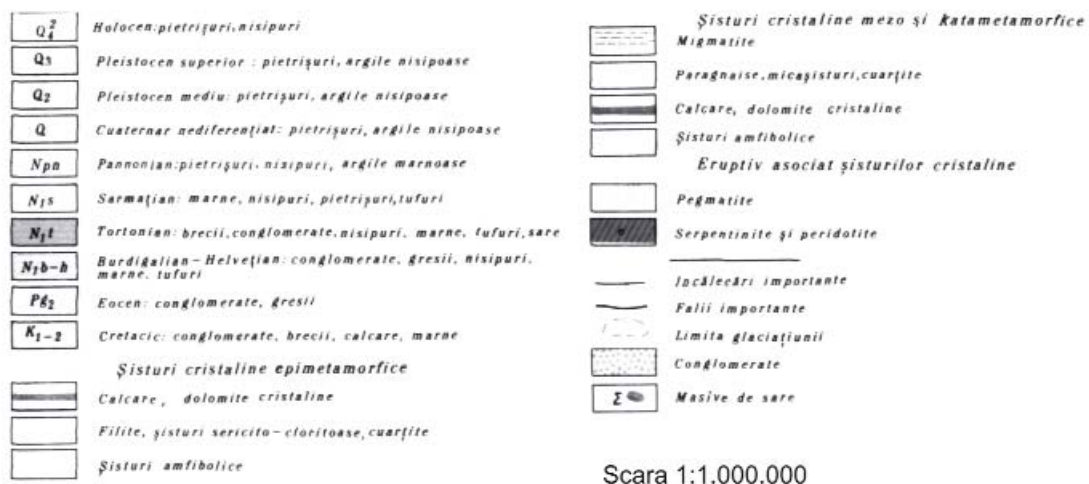 Q₄² Holocen: pietrişuri, nisipuri
Q3 Pleistocen superior : pietrişuri, argile nisipoase
Q2 Pleistocen mediu: pietrişuri, argile nisipoase
Q Cuaternar nediferenţiat: pietrişuri, argile nisipoase
Npn Pannonian: pietrişuri, nisipuri, argile marnoase
N₁s Sarmaţian: marne, nisipuri, pietrişuri, tufuri
N₁t Tortonian: brecii, conglomerate, nisipuri, marne, tufuri, sare
N₁b-h Burdigalian-Helveţian: conglomerate, gresii, nisipuri,
marne, tufuri
Pg₂ Eocen: conglomerate, gresii
K₁₋₂ Cretacic: conglomerate, brecii, calcare, marne
Şisturi cristaline epimetamorfice
Calcare, dolomite cristaline
Filite, şisturi sericito-cloritoase, cuarţite
Şisturi amfibolice
Şisturi cristaline mezo şi katametamorfice
Migmatite
Paragnaise, micaşisturi, cuarţite
Calcare, dolomite cristaline
Şisturi amfibolice
Eruptiv asociat şisturilor cristaline
Pegmatite
Serpentinite şi peridolite
Incălecări importante
Falii importante
Limita glaciaţiunii
Conglomerate
Σ Masive de sare
Scara 1:1.000.000